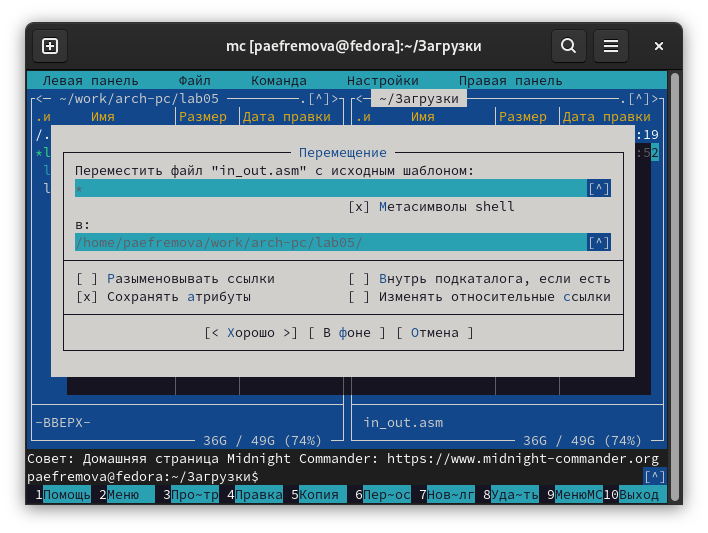 mc [paefremova@fedora]:~/Загрузки
Левая панель Файл Команда Настройки Правая панель
<— ~/work/arch-pc/lab05 .[^]> <— ~/Загрузки .[^]>
.и Имя Размер Дата правки .и Имя Размер Дата правки
/. :19
*l :52
l
l
Перемещение
Переместить файл "in_out.asm" с исходным шаблоном:
* [^]
[x] Метасимволы shell
в:
/home/paefremova/work/arch-pc/lab05/ [^]
[ ] Разыменовывать ссылки [ ] Внутрь подкаталога, если есть
[x] Сохранять атрибуты [ ] Изменять относительные ссылки
[< Хорошо >] [ В фоне ] [ Отмена ]
-ВВЕРХ- in_out.asm
36G / 49G (74%) 36G / 49G (74%)
Совет: Домашняя страница Midnight Commander: https://www.midnight-commander.org
paefremova@fedora:~/Загрузки$ [^]
1Помощь 2Меню 3Про~тр 4Правка 5Копия 6Пер~ос 7Нов~лг 8Уда~ть 9МенюMC 10Выход